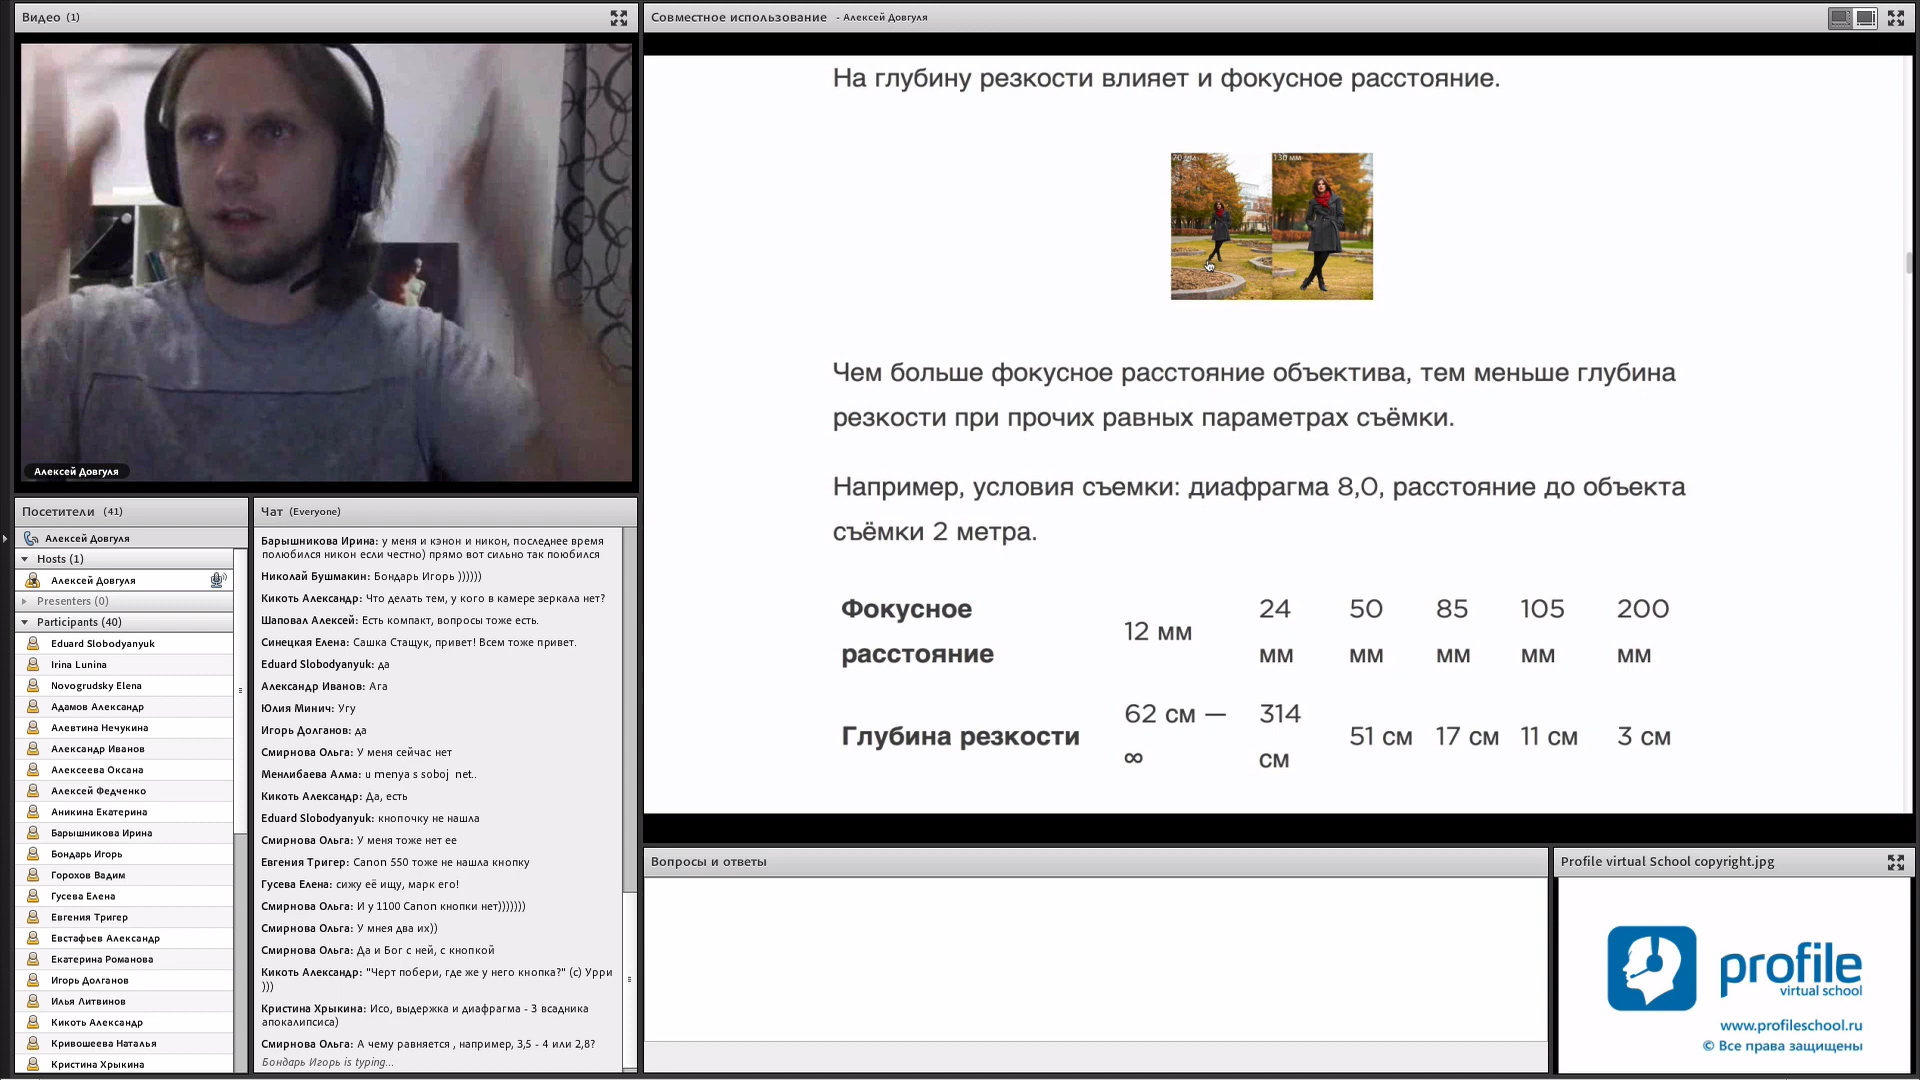 Видео (1)
Алексей Довгуля
Посетители (41)
Алексей Довгуля
Hosts (1)
Алексей Довгуля
Presenters (0)
Participants (40)
Eduard Slobodyanyuk
Irina Lunina
Novogrudsky Elena
Адамов Александр
Алевтина Нечукина
Александр Иванов
Алексеева Оксана
Алексей Федченко
Аникина Екатерина
Барышникова Ирина
Бондарь Игорь
Горохов Вадим
Гусева Елена
Евгения Тригер
Евстафьев Александр
Екатерина Романова
Игорь Долганов
Илья Литвинов
Кикоть Александр
Кривошеева Наталья
Кристина Хрыкина
Чат (Everyone)
Барышникова Ирина: у меня и кэнон и никон, последнее время
полюбился никон если честно) прямо вот сильно так поюбился
Николай Бушмакин: Бондарь Игорь ))))))
Кикоть Александр: Что делать тем, у кого в камере зеркала нет?
Шаповал Алексей: Есть компакт, вопросы тоже есть.
Синецкая Елена: Сашка Стащук, привет! Всем тоже привет.
Eduard Slobodyanyuk: да
Александр Иванов: Ага
Юлия Минич: Угу
Игорь Долганов: да
Смирнова Ольга: У меня сейчас нет
Менлибаева Алма: u menya s soboj net..
Кикоть Александр: Да, есть
Eduard Slobodyanyuk: кнопочку не нашла
Смирнова Ольга: У меня тоже нет ее
Евгения Тригер: Canon 550 тоже не нашла кнопку
Гусева Елена: сижу её ищу, марк его!
Смирнова Ольга: И у 1100 Canon кнопки нет)))))))
Смирнова Ольга: У мнея два их))
Смирнова Ольга: Да и Бог с ней, с кнопкой
Кикоть Александр: "Черт побери, где же у него кнопка?" (с) Урри
)))
Кристина Хрыкина: Исо, выдержка и диафрагма - 3 всадника
апокалипсиса)
Смирнова Ольга: А чему равняется , например, 3,5 - 4 или 2,8?
Бондарь Игорь is typing...
Совместное использование - Алексей Довгуля
На глубину резкости влияет и фокусное расстояние.
70 мм
130 мм
Чем больше фокусное расстояние объектива, тем меньше глубина
резкости при прочих равных параметрах съёмки.
Например, условия съемки: диафрагма 8,0, расстояние до объекта
съёмки 2 метра.
Фокусное
расстояние
12 мм
24
мм
50
мм
85
мм
105
мм
200
мм
Глубина резкости
62 см —
∞
314
см
51 см
17 см
11 см
3 см
Вопросы и ответы
Profile virtual School copyright.jpg
profile
virtual school
www.profileschool.ru
© Все права защищены